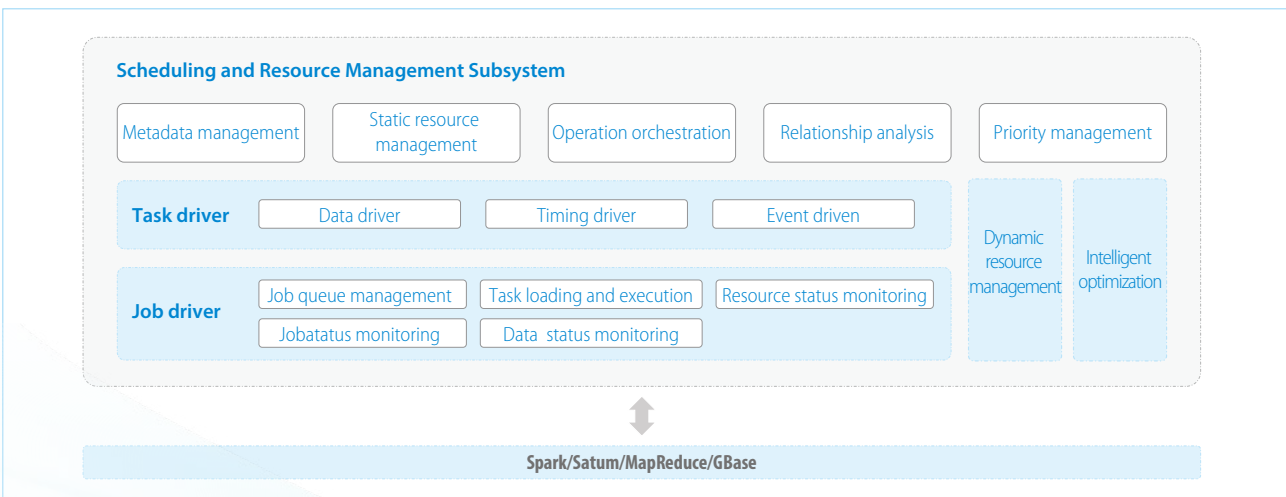 Scheduling and Resource Management Subsystem
Metadata management
Static resource
management
Operation orchestration
Relationship analysis
Priority management
Task driver
Data driver
Timing driver
Event driven
Job driver
Job queue management
Task loading and execution
Resource status monitoring
Jobatatus monitoring
Data status monitoring
Dynamic
resource
management
Intelligent
optimization
Spark/Satum/MapReduce/GBase